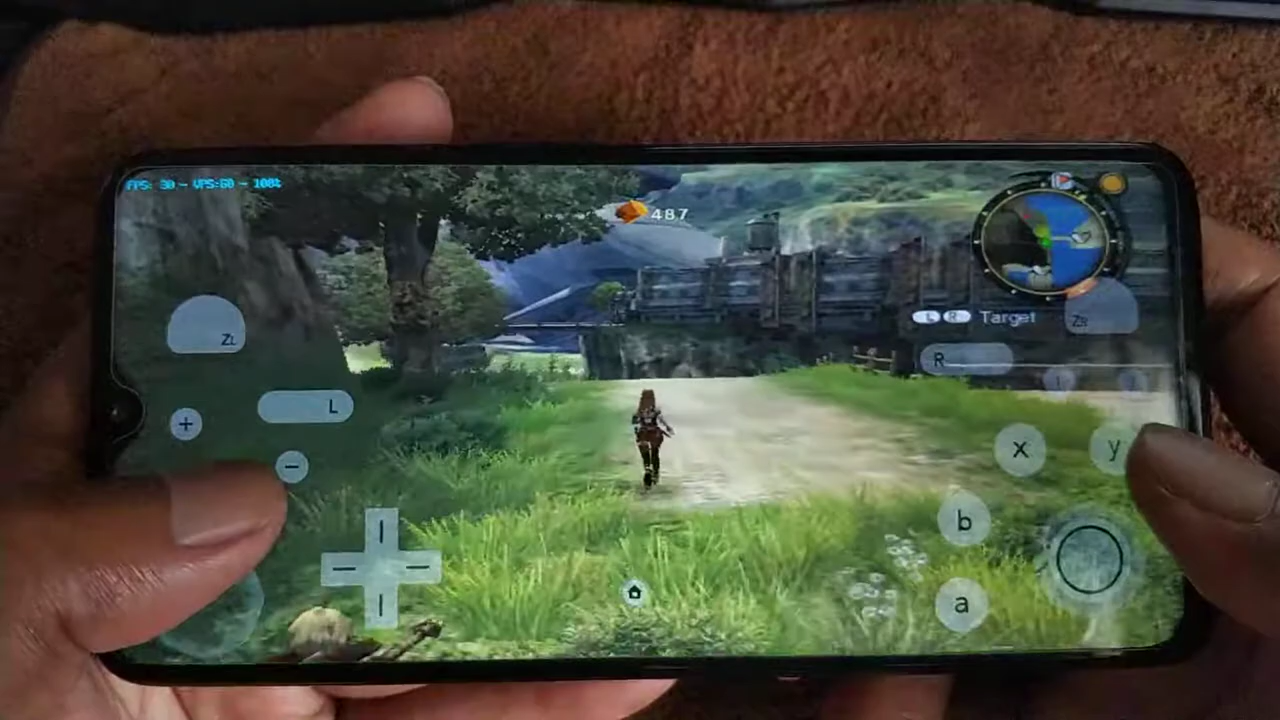 FPS: 30 - VPS:60 - 100%
487
L R Target
ZL
ZR
R
L
+
-
x
y
b
a